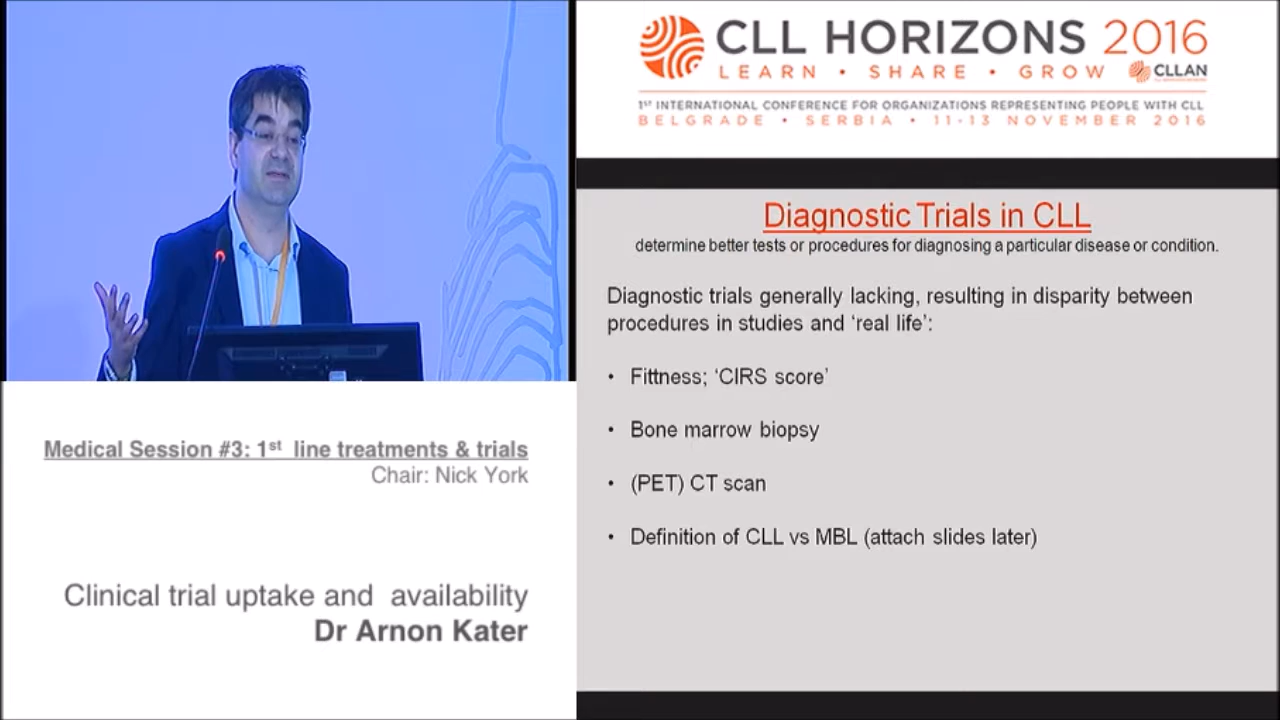 CLL HORIZONS 2016
LEARN • SHARE • GROW
CLLAN
1ST INTERNATIONAL CONFERENCE FOR ORGANIZATIONS REPRESENTING PEOPLE WITH CLL
BELGRADE • SERBIA • 11-13 NOVEMBER 2016
Diagnostic Trials in CLL
determine better tests or procedures for diagnosing a particular disease or condition.
Diagnostic trials generally lacking, resulting in disparity between
procedures in studies and ‘real life’:
• Fittness; ‘CIRS score’
• Bone marrow biopsy
• (PET) CT scan
• Definition of CLL vs MBL (attach slides later)
Medical Session #3: 1st line treatments & trials
Chair: Nick York
Clinical trial uptake and availability
Dr Arnon Kater